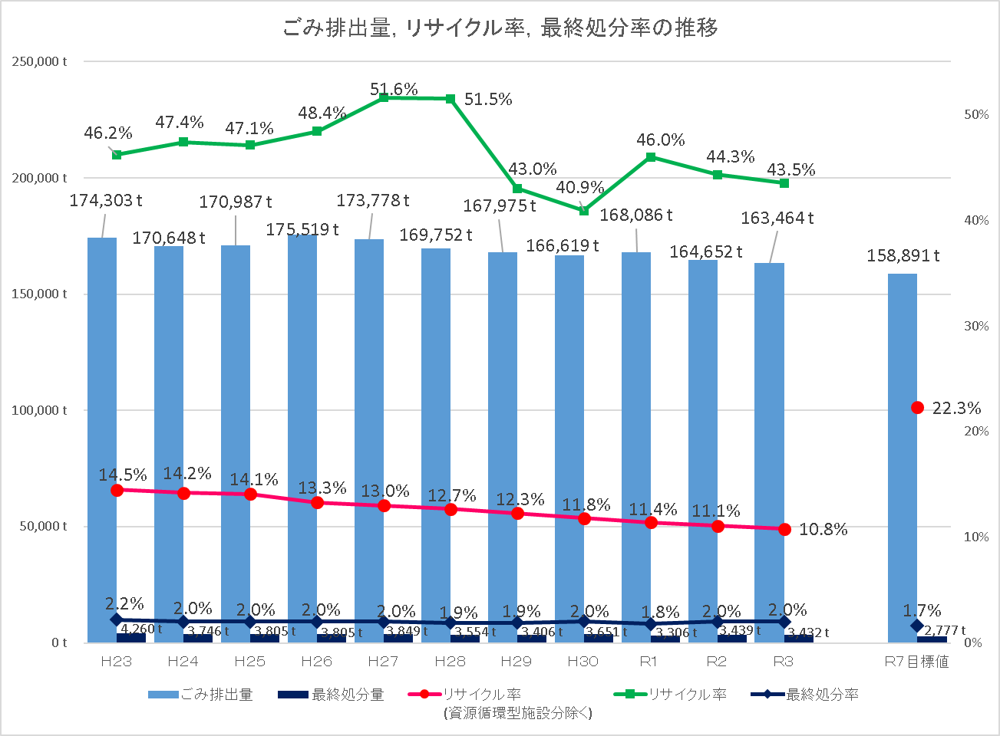 ごみ排出量，リサイクル率，最終処分率の推移
250,000 t
200,000 t
150,000 t
100,000 t
50,000 t
0 t
50%
40%
30%
20%
10%
0%
46.2%
47.4%
47.1%
48.4%
51.6%
51.5%
43.0%
40.9%
46.0%
44.3%
43.5%
174,303 t
170,648 t
170,987 t
175,519 t
173,778 t
169,752 t
167,975 t
166,619 t
168,086 t
164,652 t
163,464 t
158,891 t
14.5%
14.2%
14.1%
13.3%
13.0%
12.7%
12.3%
11.8%
11.4%
11.1%
10.8%
22.3%
2.2%
2.0%
2.0%
2.0%
2.0%
1.9%
1.9%
2.0%
1.8%
2.0%
2.0%
1.7%
4,260 t
3,746 t
3,805 t
3,805 t
3,849 t
3,554 t
3,406 t
3,651 t
3,306 t
3,439 t
3,432 t
2,777 t
H23
H24
H25
H26
H27
H28
H29
H30
R1
R2
R3
R7目標値
ごみ排出量
最終処分量
リサイクル率
(資源循環型施設分除く)
リサイクル率
最終処分率